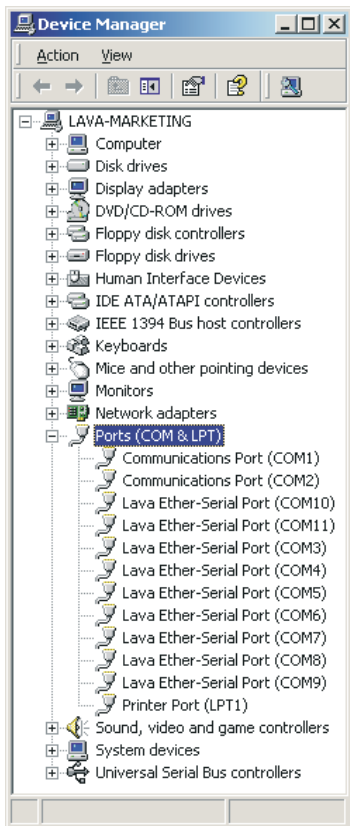 Device Manager
Action View
LAVA-MARKETING
Computer
Disk drives
Display adapters
DVD/CD-ROM drives
Floppy disk controllers
Floppy disk drives
Human Interface Devices
IDE ATA/ATAPI controllers
IEEE 1394 Bus host controllers
Keyboards
Mice and other pointing devices
Monitors
Network adapters
Ports (COM & LPT)
Communications Port (COM1)
Communications Port (COM2)
Lava Ether-Serial Port (COM10)
Lava Ether-Serial Port (COM11)
Lava Ether-Serial Port (COM3)
Lava Ether-Serial Port (COM4)
Lava Ether-Serial Port (COM5)
Lava Ether-Serial Port (COM6)
Lava Ether-Serial Port (COM7)
Lava Ether-Serial Port (COM8)
Lava Ether-Serial Port (COM9)
Printer Port (LPT1)
Sound, video and game controllers
System devices
Universal Serial Bus controllers